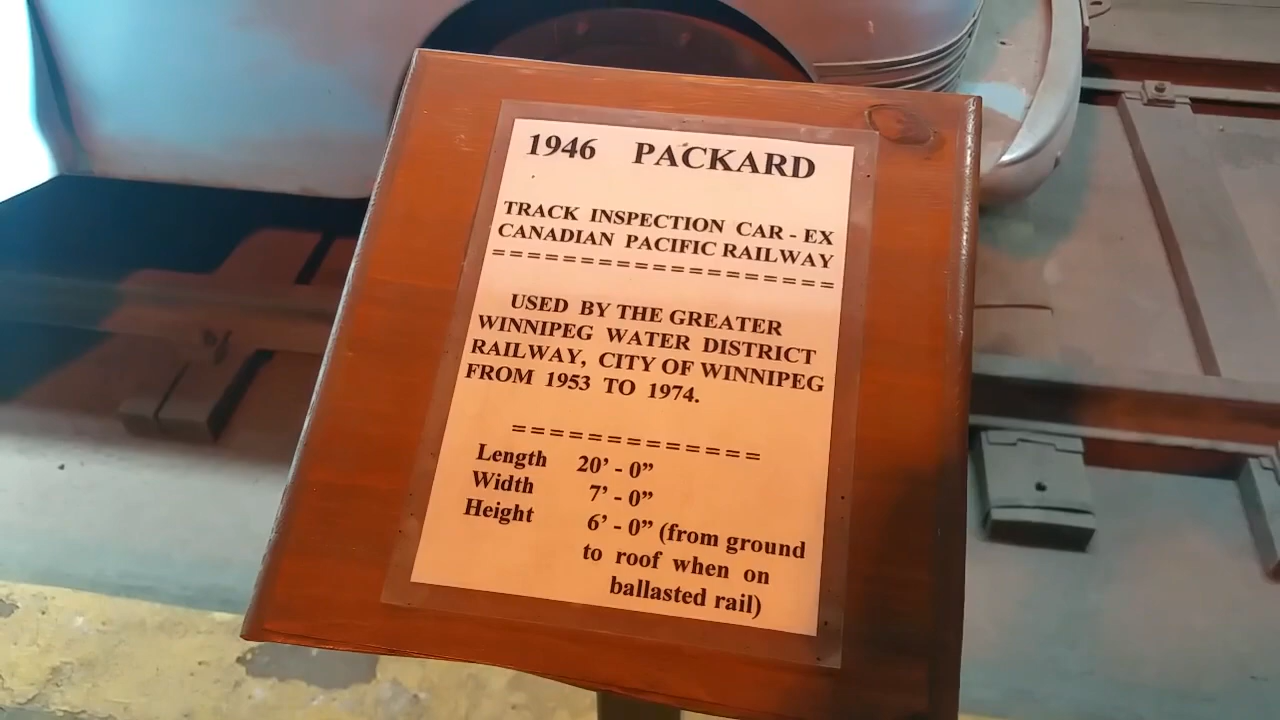 1946 PACKARD
TRACK INSPECTION CAR - EX
CANADIAN PACIFIC RAILWAY
==================
USED BY THE GREATER
WINNIPEG WATER DISTRICT
RAILWAY, CITY OF WINNIPEG
FROM 1953 TO 1974.
=============
Length 20' - 0”
Width 7' - 0”
Height 6' - 0” (from ground
to roof when on
ballasted rail)